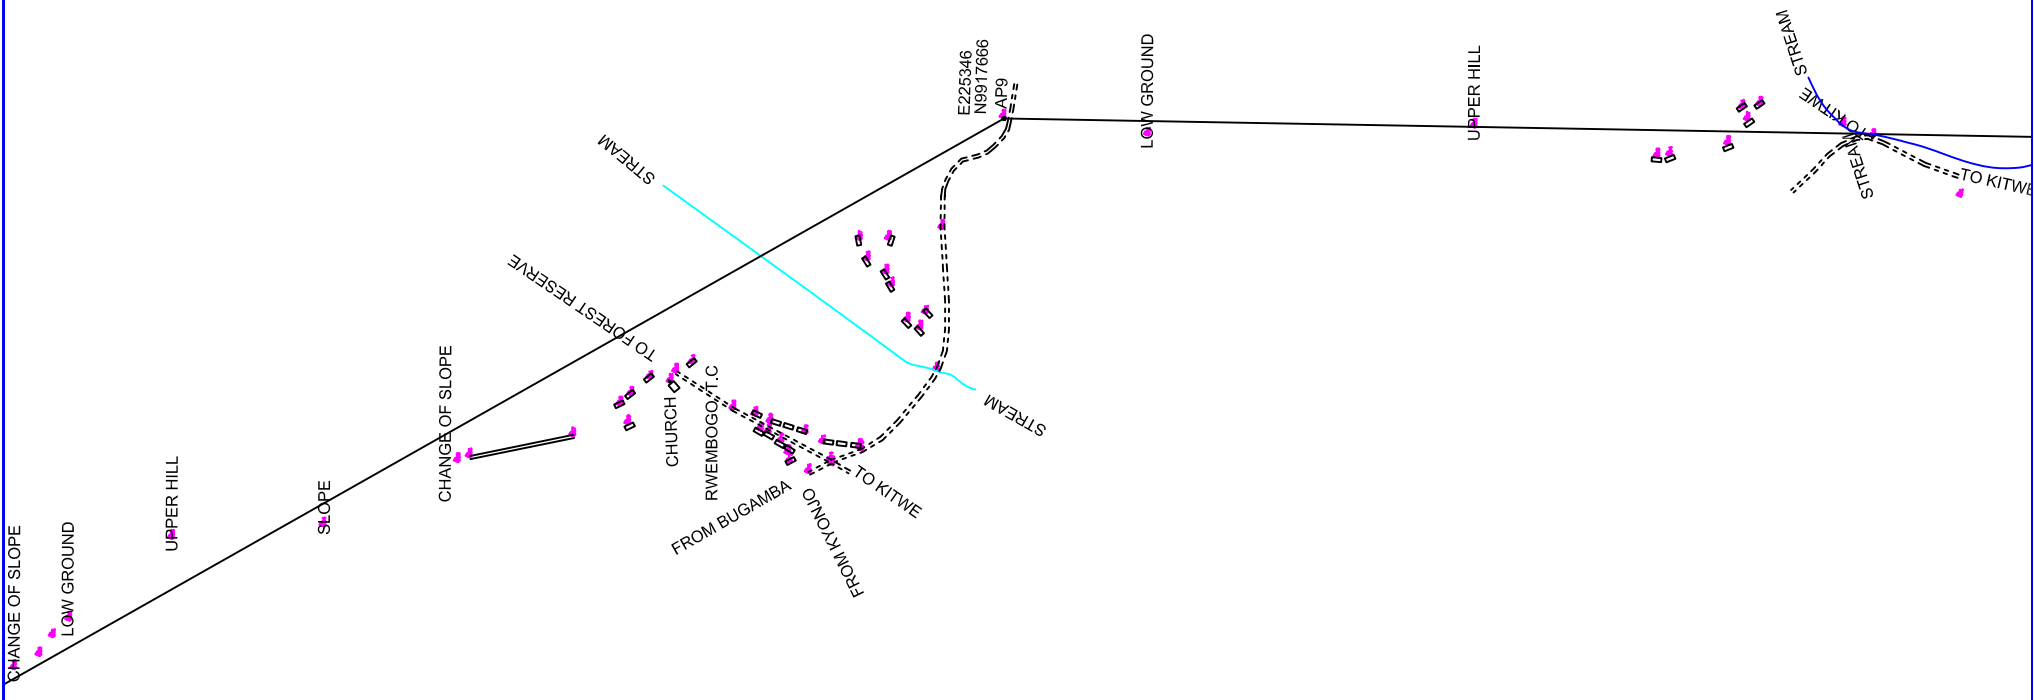 CHANGE OF SLOPE
LOW GROUND
UPPER HILL
SLOPE
CHANGE OF SLOPE
TO FOREST RESERVE
STREAM
CHURCH
RWEMBOGO T.C
FROM BUGAMBA
FROM KYONJO
TO KITWE
STREAM
E225346
N9917666
AP9
LOW GROUND
UPPER HILL
STREAM
TO KITWE
STREAM
TO KITWE